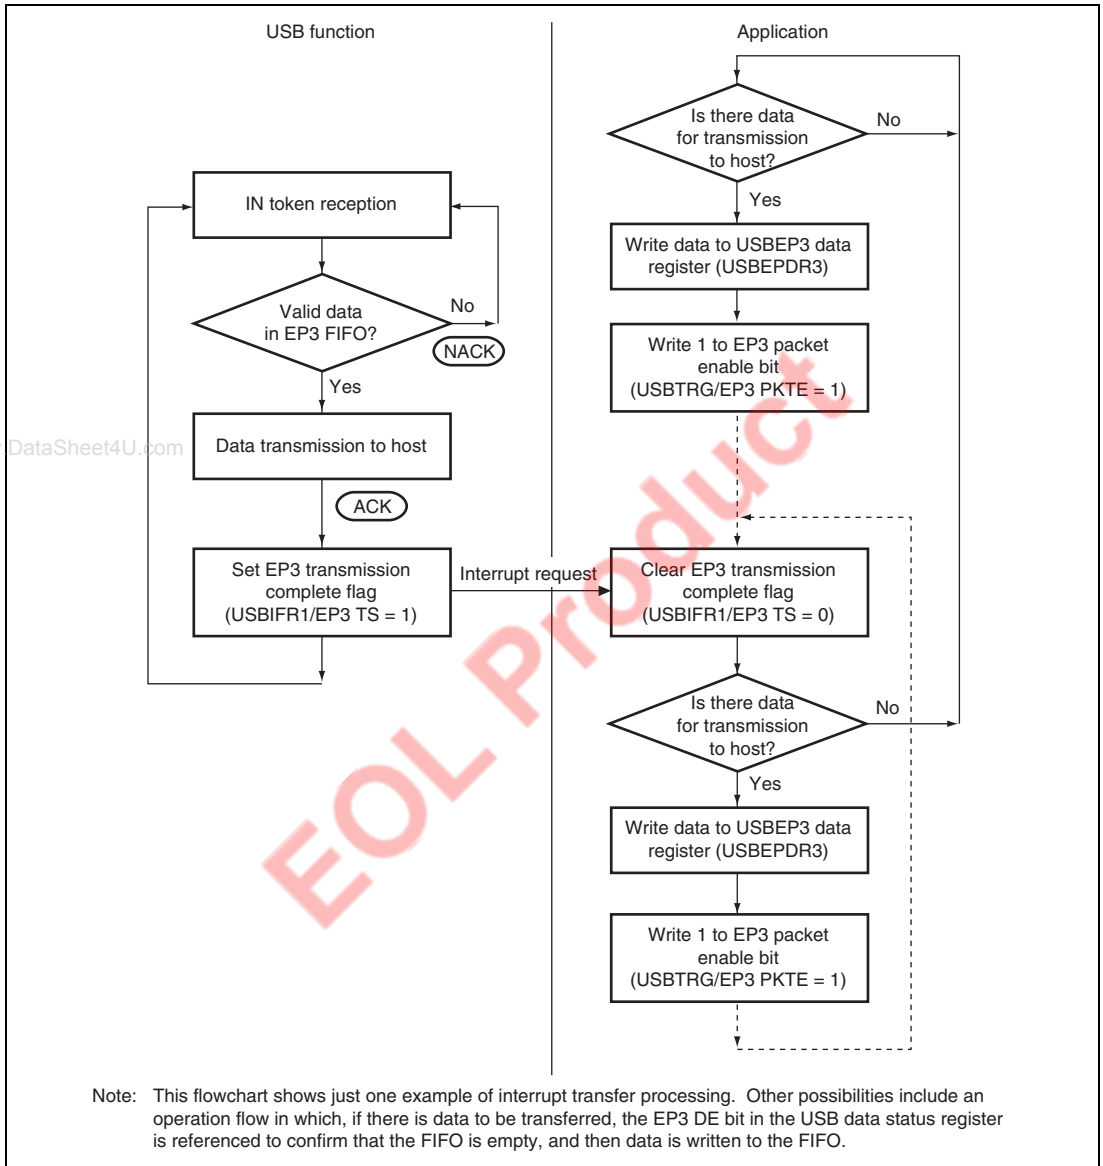 USB function
Application
Is there data
for transmission
to host?
No
Yes
IN token reception
Write data to USBEP3 data
register (USBEPDR3)
Valid data
in EP3 FIFO?
No
NACK
Yes
Write 1 to EP3 packet
enable bit
(USBTRG/EP3 PKTE = 1)
DataSheet4U.com
Data transmission to host
ACK
Set EP3 transmission
complete flag
(USBIFR1/EP3 TS = 1)
Interrupt request
Clear EP3 transmission
complete flag
(USBIFR1/EP3 TS = 0)
Is there data
for transmission
to host?
No
Yes
Write data to USBEP3 data
register (USBEPDR3)
Write 1 to EP3 packet
enable bit
(USBTRG/EP3 PKTE = 1)
EOL Product
Note: This flowchart shows just one example of interrupt transfer processing. Other possibilities include an
operation flow in which, if there is data to be transferred, the EP3 DE bit in the USB data status register
is referenced to confirm that the FIFO is empty, and then data is written to the FIFO.